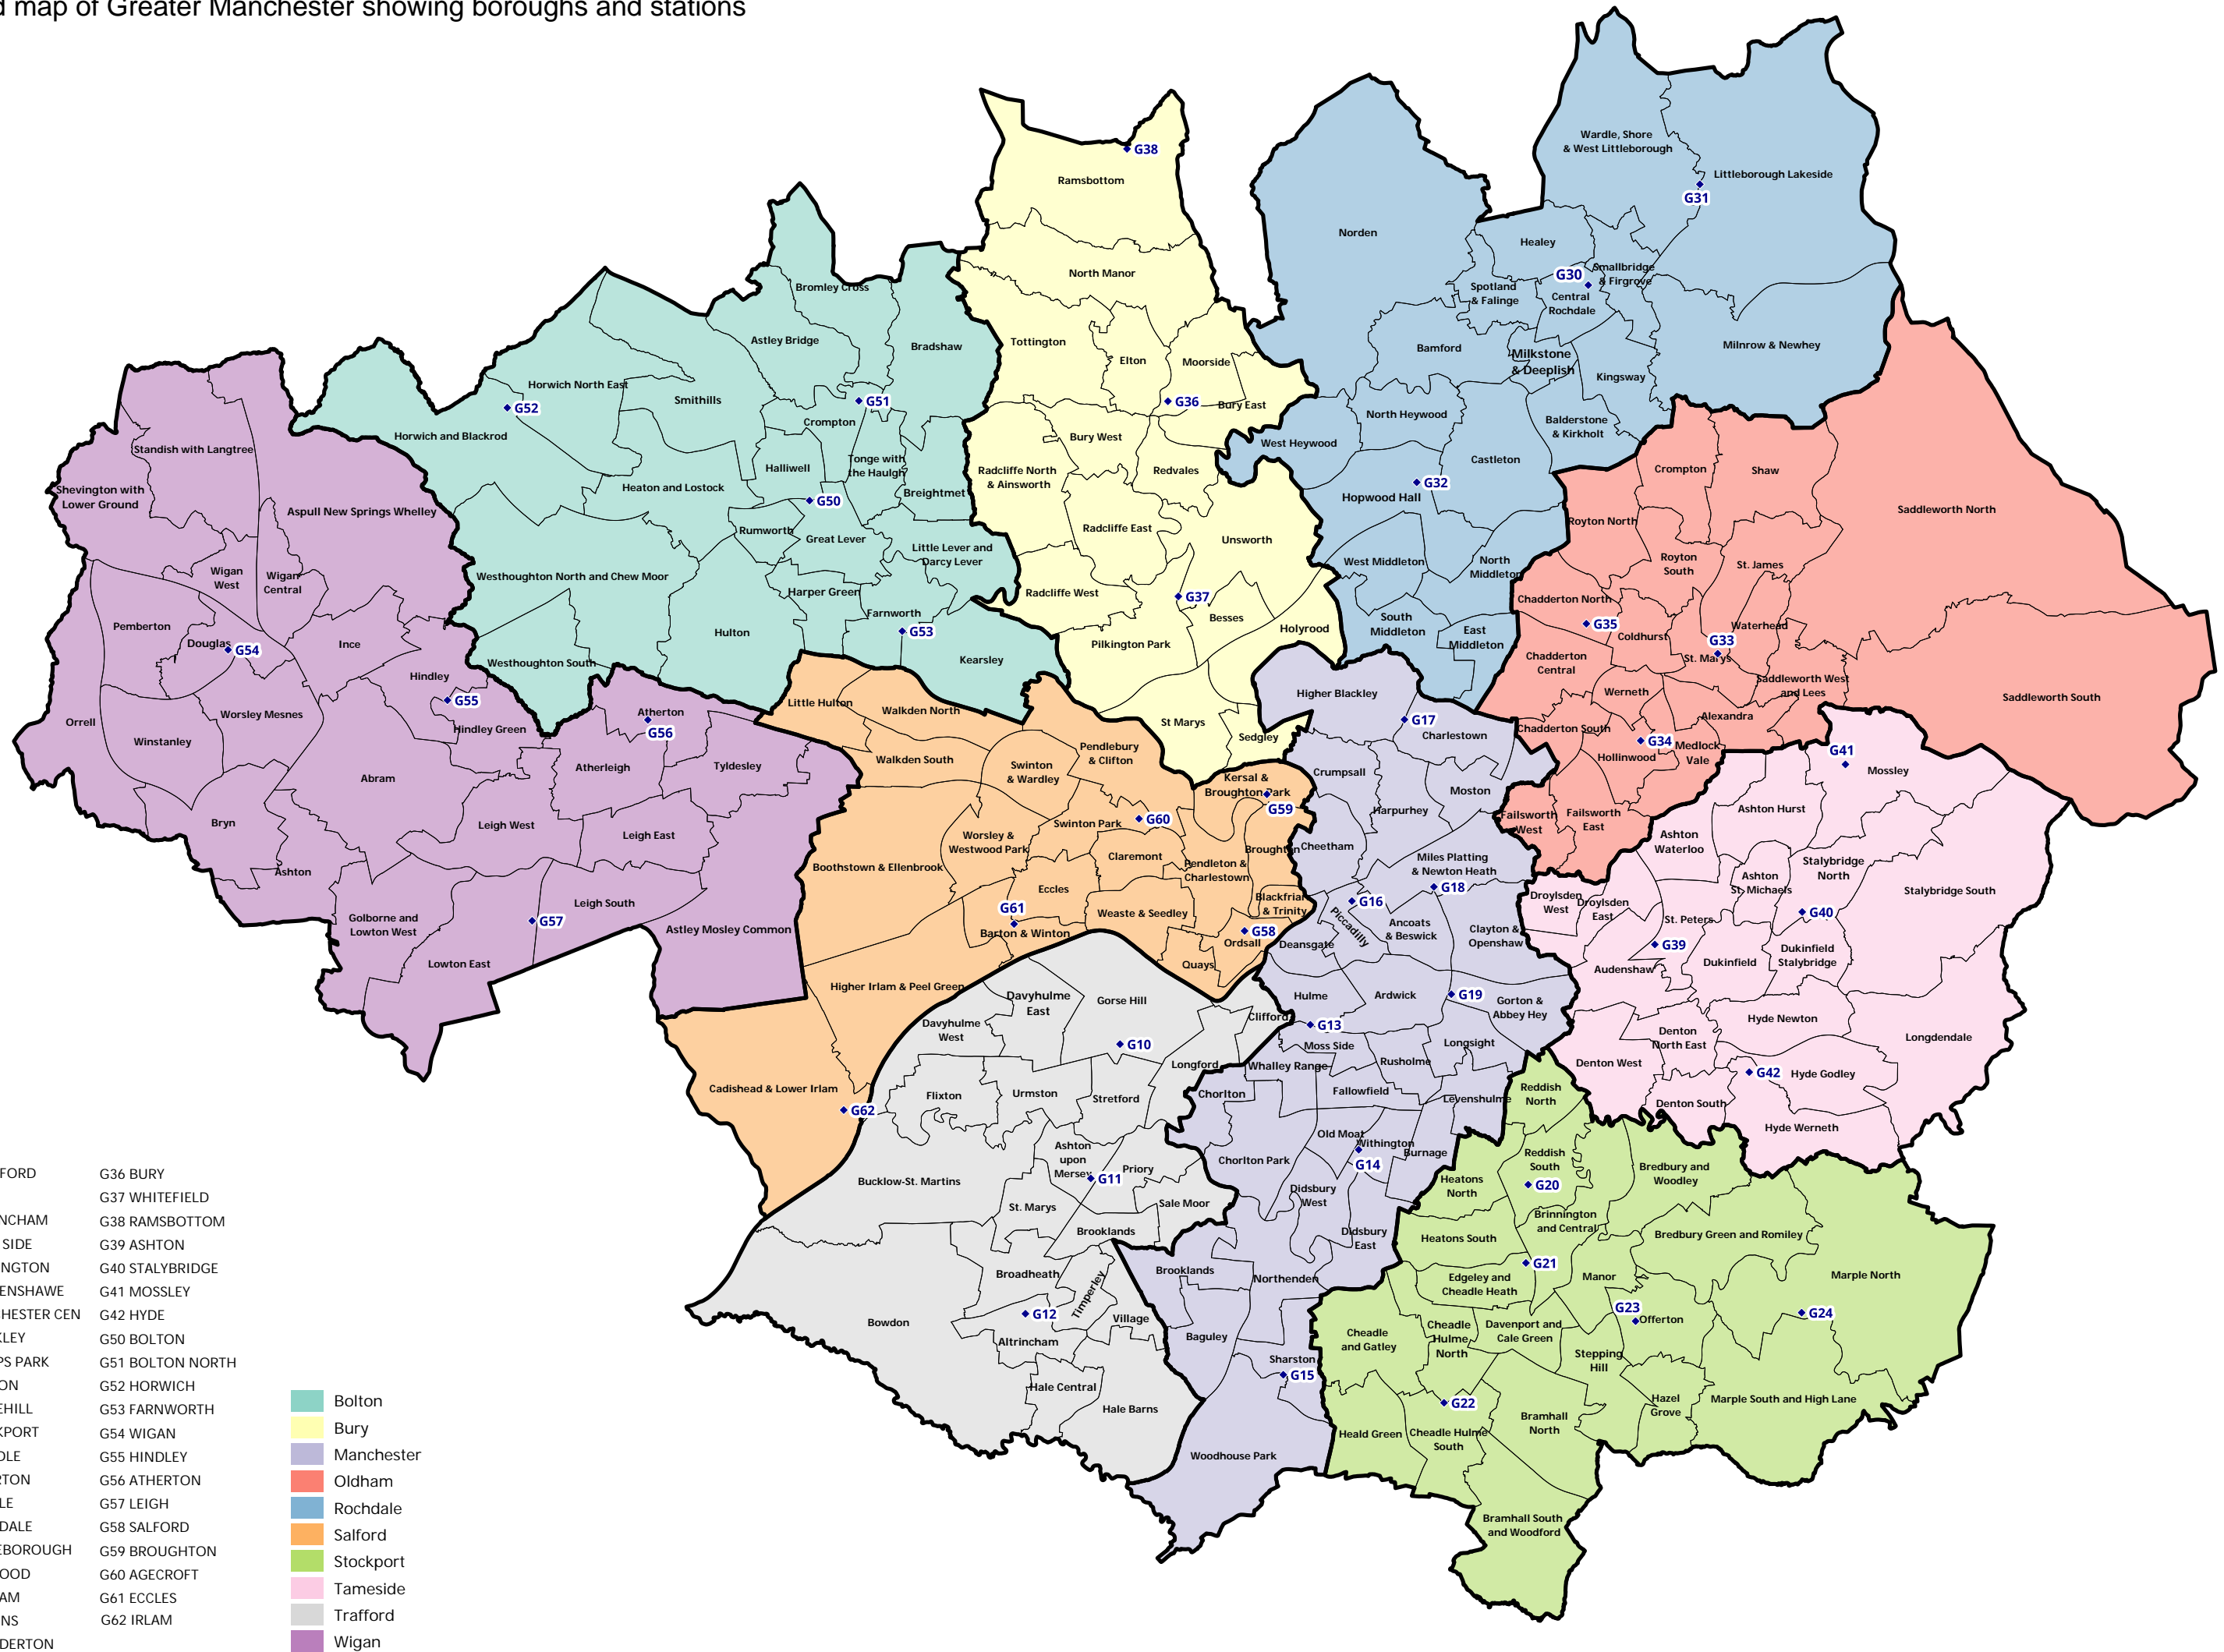 d map of Greater Manchester showing boroughs and stations
G38
Ramsbottom
Wardle, Shore
& West Littleborough
Littleborough Lakeside
G31
Norden
Healey
North Manor
G30
Smallbridge
& Firgrove
Spotland
& Falinge
Central
Rochdale
Bromley Cross
Astley Bridge
Bradshaw
Tottington
Elton
Moorside
Bamford
Milkstone
& Deeplish
Kingsway
Milnrow & Newhey
Horwich North East
G52
Smithills
G51
G36
Bury East
North Heywood
Balderstone
& Kirkholt
Horwich and Blackrod
Crompton
Bury West
West Heywood
Standish with Langtree
Halliwell
Tonge with
the Haulgh
Radcliffe North
& Ainsworth
Redvales
Castleton
Crompton
Shaw
Shevington with
Lower Ground
Heaton and Lostock
Breightmet
G32
Hopwood Hall
Aspull New Springs Whelley
G50
Saddleworth North
Rumworth
Great Lever
Radcliffe East
Unsworth
Royton North
Little Lever and
Darcy Lever
West Middleton
North
Middleton
Royton
South
St. James
Wigan
West
Wigan
Central
Westhoughton North and Chew Moor
Harper Green
Radcliffe West
G37
Chadderton North
Pemberton
Farnworth
Besses
South
Middleton
G35
Douglas
G54
Ince
Hulton
G53
Holyrood
East
Middleton
Coldhurst
G33
Waterhead
Pilkington Park
Chadderton
Central
St. Marys
Westhoughton South
Kearsley
Hindley
G55
Higher Blackley
Werneth
Saddleworth West
and Lees
Saddleworth South
Orrell
Worsley Mesnes
Atherton
Little Hulton
Walkden North
St Marys
G17
Alexandra
Winstanley
Hindley Green
G56
Sedgley
Charlestown
Chadderton South
G34
Medlock
Vale
G41
Abram
Atherleigh
Tyldesley
Walkden South
Swinton
& Wardley
Pendlebury
& Clifton
Crumpsall
Hollinwood
Mossley
Kersal &
Broughton Park
Moston
G59
Harpurhey
Ashton Hurst
Bryn
Leigh West
Leigh East
Worsley &
Westwood Park
Swinton Park
G60
Failsworth
West
Failsworth
East
Ashton
Waterloo
Broughton
Cheetham
Claremont
Miles Platting
& Newton Heath
Boothstown & Ellenbrook
Pendleton &
Charlestown
Stalybridge
North
Ashton
Ashton
St. Michaels
G18
Eccles
Stalybridge South
Golborne and
Lowton West
Leigh South
G61
Weaste & Seedley
Blackfriars
& Trinity
G16
Droylsden
West
Droylsden
East
G40
G57
Astley Mosley Common
Barton & Winton
G58
Ordsall
Deansgate
Piccadilly
Ancoats
& Beswick
Clayton &
Openshaw
St. Peters
G39
Dukinfield
Dukinfield
Stalybridge
Lowton East
Quays
Audenshaw
Higher Irlam & Peel Green
Davyhulme
East
Gorse Hill
Hulme
Ardwick
G19
Gorton &
Abbey Hey
Clifford
G13
Hyde Newton
Davyhulme
West
G10
Moss Side
Longsight
Denton
North East
Longdendale
Longford
Whalley Range
Rusholme
Denton West
G42
Hyde Godley
Cadishead & Lower Irlam
G62
Flixton
Urmston
Stretford
Chorlton
Fallowfield
Levenshulme
Reddish
North
Denton South
Hyde Werneth
Ashton
upon
Mersey
Old Moat
Withington
G14
Burnage
Reddish
South
Bucklow-St. Martins
Priory
G11
Chorlton Park
G20
Heatons
North
Bredbury and
Woodley
St. Marys
Sale Moor
Didsbury
West
Brinnington
and Central
Brooklands
Didsbury
East
Heatons South
Bredbury Green and Romiley
Broadheath
Timperley
Brooklands
Northenden
G21
Edgeley and
Cheadle Heath
Manor
Marple North
Bowdon
G12
Village
G23
Offerton
G24
Altrincham
Baguley
Cheadle
and Gatley
Cheadle
Hulme
North
Davenport and
Cale Green
Sharston
G15
Stepping
Hill
Hale Central
Hale Barns
G22
Hazel
Grove
Marple South and High Lane
Heald Green
Cheadle Hulme
South
Bramhall
North
Woodhouse Park
Bramhall South
and Woodford
FORD
NCHAM
SIDE
NGTON
ENSHAWE
HESTER CEN
KLEY
PS PARK
ON
EHILL
KPORT
DLE
RTON
LE
DALE
EBOROUGH
OOD
AM
NS
DERTON
G36 BURY
G37 WHITEFIELD
G38 RAMSBOTTOM
G39 ASHTON
G40 STALYBRIDGE
G41 MOSSLEY
G42 HYDE
G50 BOLTON
G51 BOLTON NORTH
G52 HORWICH
G53 FARNWORTH
G54 WIGAN
G55 HINDLEY
G56 ATHERTON
G57 LEIGH
G58 SALFORD
G59 BROUGHTON
G60 AGECROFT
G61 ECCLES
G62 IRLAM
Bolton
Bury
Manchester
Oldham
Rochdale
Salford
Stockport
Tameside
Trafford
Wigan